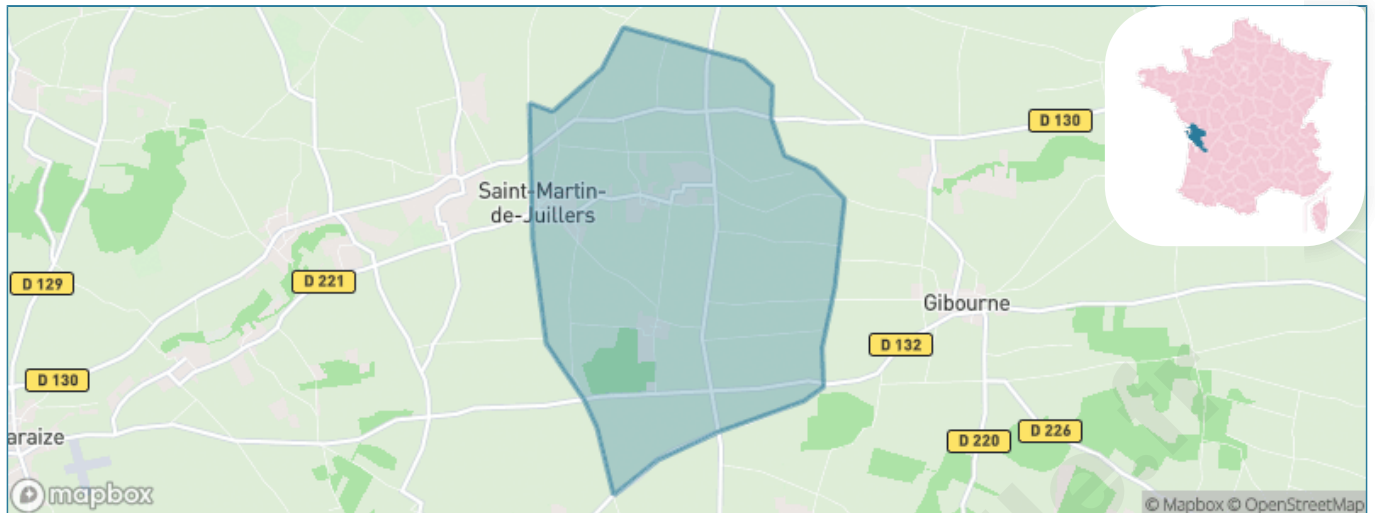 D 130
Saint-Martin-
de-Juillers
D 129
D 221
Gibourne
D 132
D 130
araize
D 220
D 226
mapbox
© Mapbox © OpenStreetMap